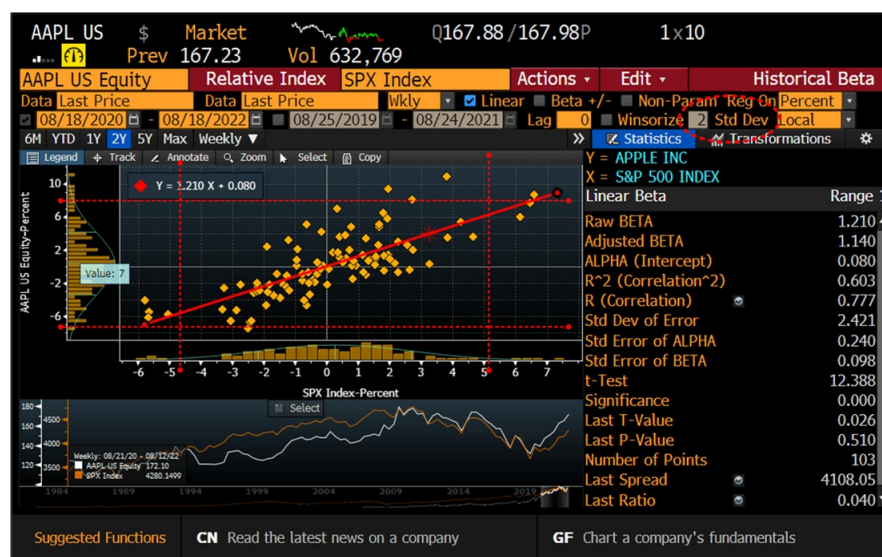 AAPL US $ Market Q167.88/167.98P 1x10
Prev 167.23 Vol 632,769
AAPL US Equity Relative Index SPX Index Actions Edit Historical Beta
Data Last Price Data Last Price Wkly Linear Beta +/- Non-Param Reg On Percent
08/18/2020 - 08/18/2022 08/25/2019 - 08/24/2021 Lag 0 Winsorize 2 Std Dev Local
6M YTD 1Y 2Y 5Y Max Weekly ▼ » Statistics Transformations
Legend Track Annotate Zoom Select Copy
Y = APPLE INC
X = S&P 500 INDEX
Linear Beta Range 1
Raw BETA 1.210
Adjusted BETA 1.140
ALPHA (Intercept) 0.080
R^2 (Correlation^2) 0.603
R (Correlation) 0.777
Std Dev of Error 2.421
Std Error of ALPHA 0.240
Std Error of BETA 0.098
t-Test 12.388
Significance 0.000
Last T-Value 0.026
Last P-Value 0.510
Number of Points 103
Last Spread 4108.05
Last Ratio 0.040
Y = 1.210 X + 0.080
AAPL US Equity-Percent
10
6
2
-2
-6
Value: 7
-6 -5 -4 -3 -2 -1 0 1 2 3 4 5 6 7
SPX Index-Percent
Select
180
160
140
120
4500
4000
3500
Weekly: 08/21/20 - 08/12/22
AAPL US Equity 172.10
SPX Index 4280.1499
1984 1989 1994 1999 2004 2009 2014 2019
Suggested Functions CN Read the latest news on a company GF Chart a company's fundamentals